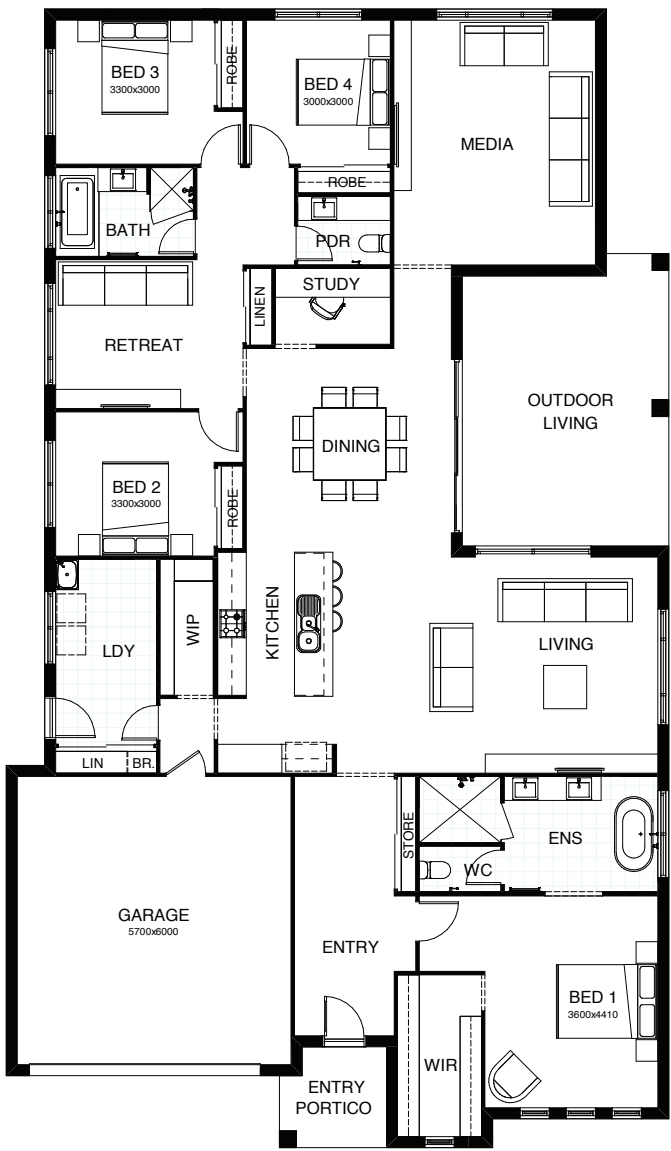 BED 3
3300x3000
ROBE
BED 4
3000x3000
ROBE
MEDIA
BATH
PDR
STUDY
LINEN
RETREAT
OUTDOOR
LIVING
DINING
BED 2
3300x3000
ROBE
KITCHEN
WIP
LDY
LIVING
LIN
BR.
STORE
ENS
WC
GARAGE
5700x6000
ENTRY
BED 1
3600x4410
WIR
ENTRY
PORTICO